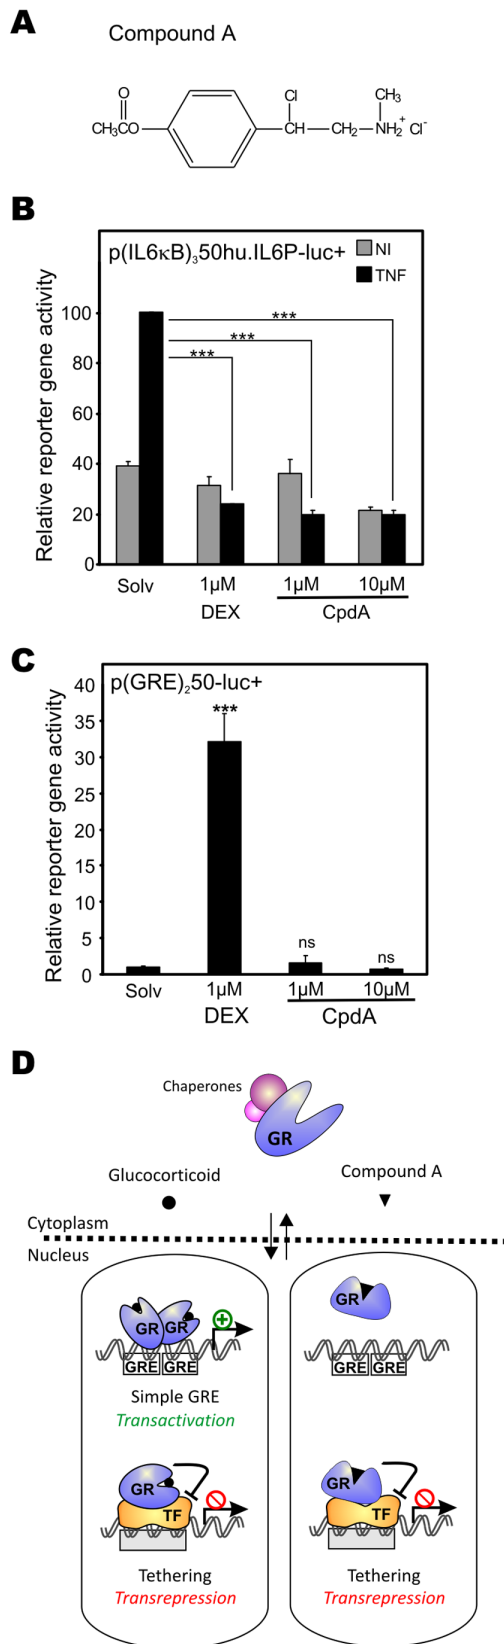 A
Compound A
O
Cl
CH₃
CH₃CO
CH
CH₂
NH₂⁺ Cl⁻
B
p(IL6κB)₃50hu.IL6P-luc+
NI
TNF
Relative reporter gene activity
100
80
60
40
20
0
***
***
***
Solv
1µM
1µM
10µM
DEX
CpdA
C
p(GRE)₂50-luc+
Relative reporter gene activity
40
35
30
25
20
15
10
5
0
***
ns
ns
Solv
1µM
1µM
10µM
DEX
CpdA
D
Chaperones
GR
Glucocorticoid
Compound A
Cytoplasm
Nucleus
GR
GR
GRE
GRE
Simple GRE
Transactivation
GR
TF
Tethering
Transrepression
GR
GRE
GRE
GR
TF
Tethering
Transrepression